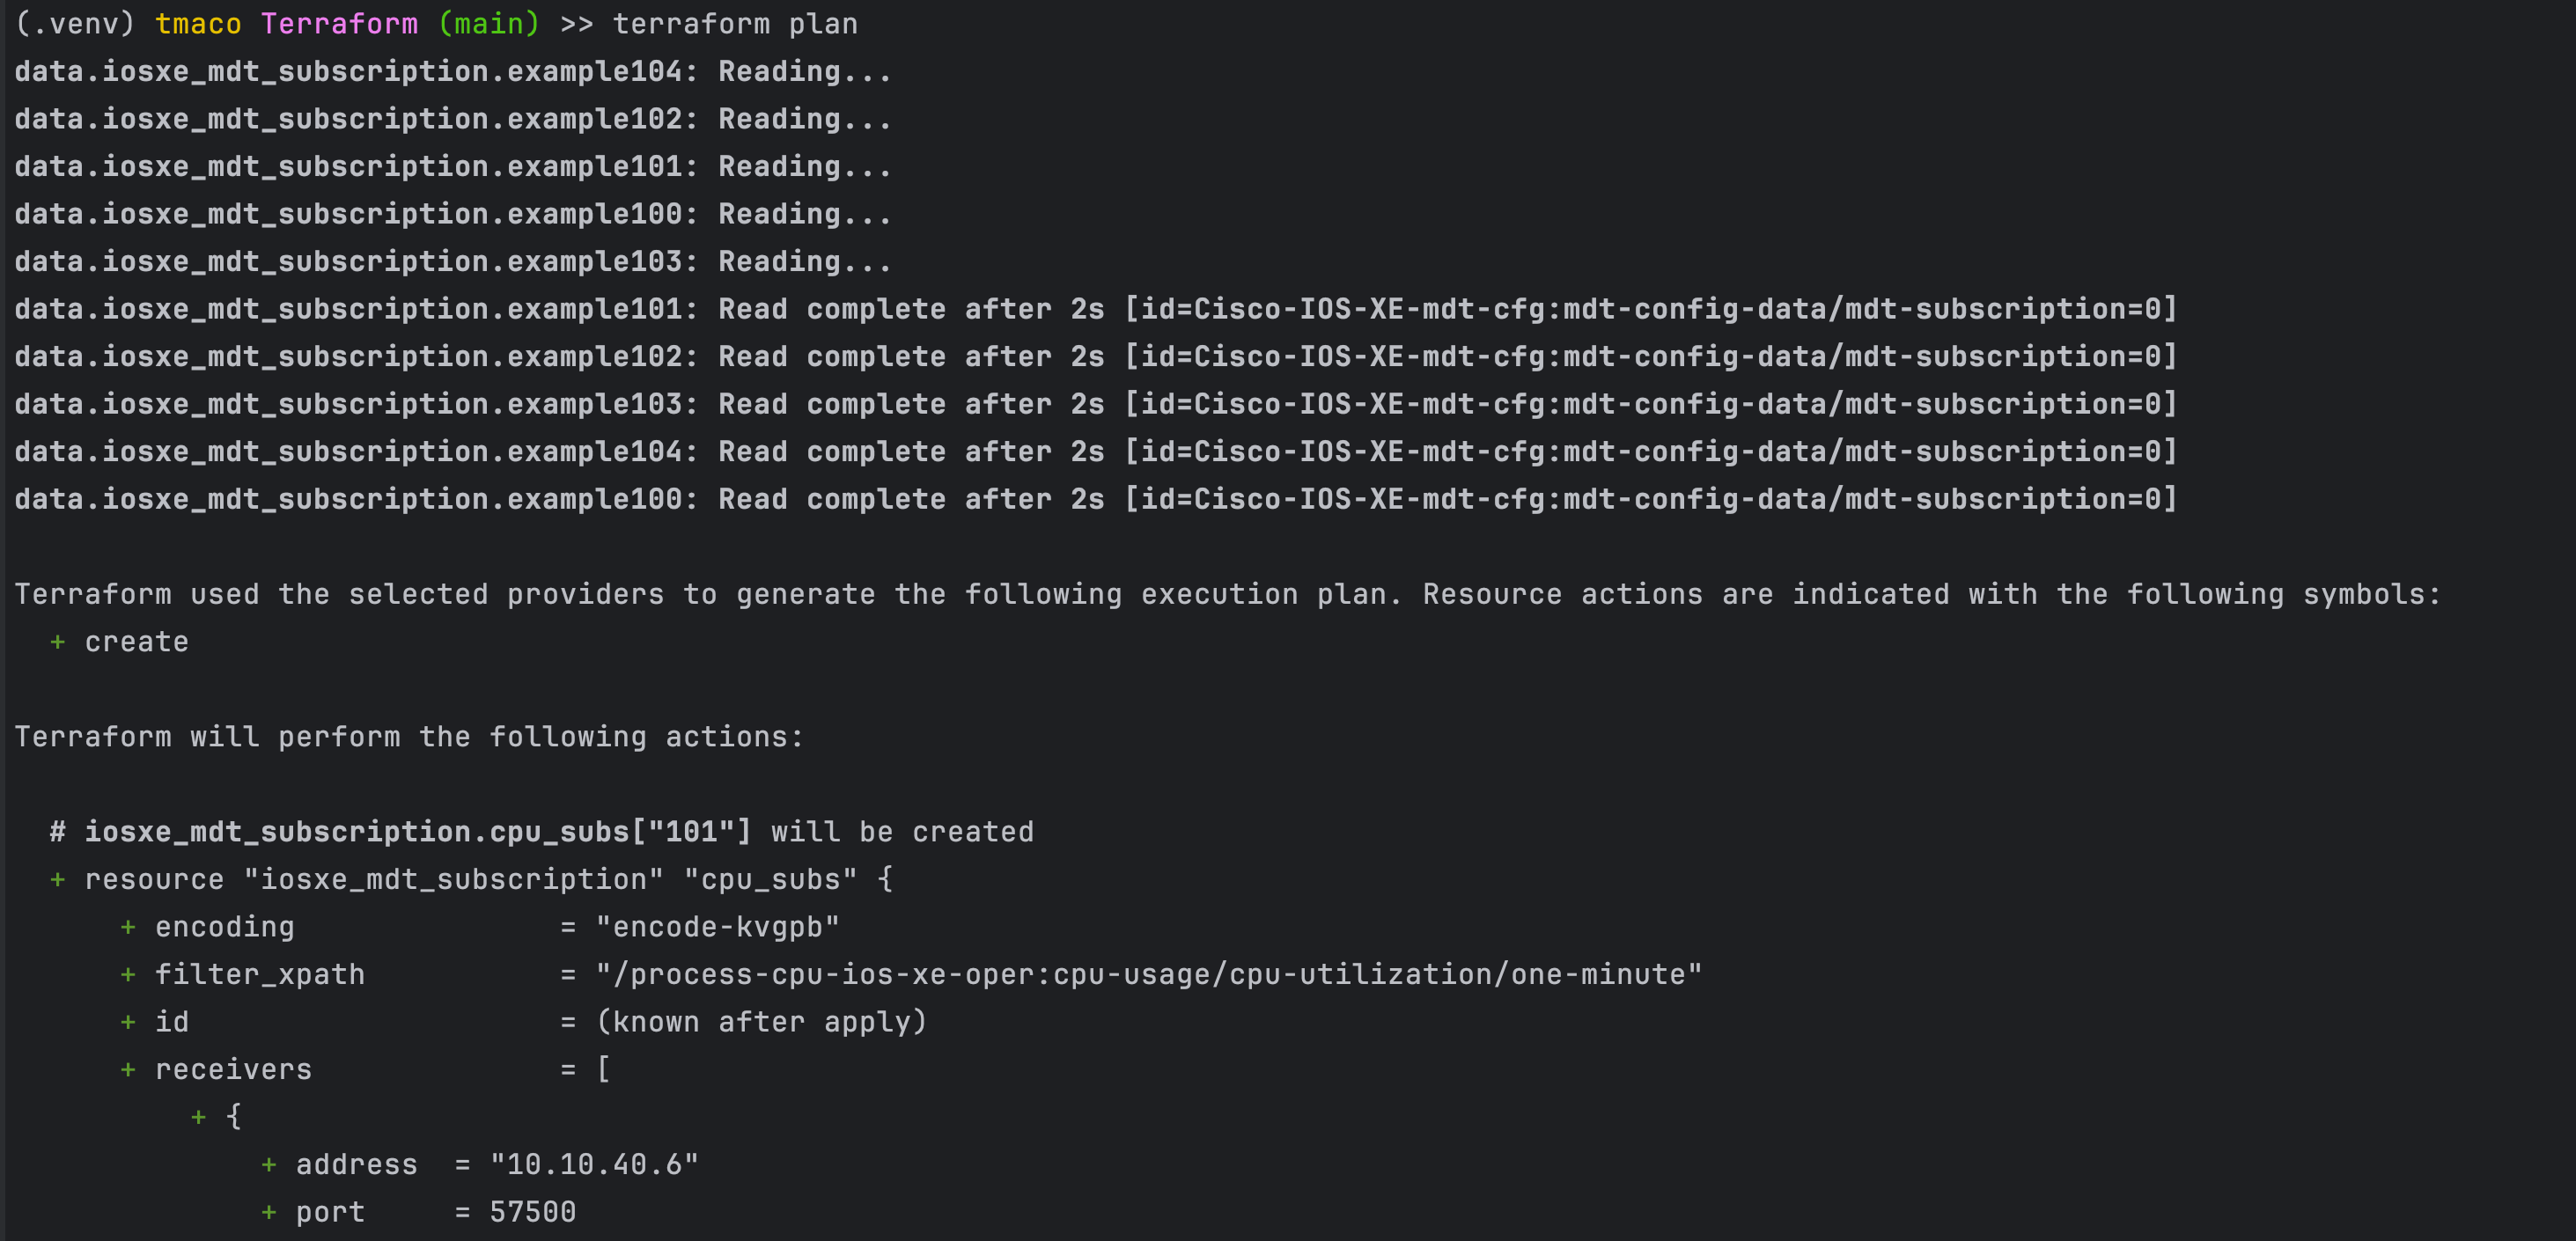 (.venv) tmaco Terraform (main) >> terraform plan
data.iosxe_mdt_subscription.example104: Reading...
data.iosxe_mdt_subscription.example102: Reading...
data.iosxe_mdt_subscription.example101: Reading...
data.iosxe_mdt_subscription.example100: Reading...
data.iosxe_mdt_subscription.example103: Reading...
data.iosxe_mdt_subscription.example101: Read complete after 2s [id=Cisco-IOS-XE-mdt-cfg:mdt-config-data/mdt-subscription=0]
data.iosxe_mdt_subscription.example102: Read complete after 2s [id=Cisco-IOS-XE-mdt-cfg:mdt-config-data/mdt-subscription=0]
data.iosxe_mdt_subscription.example103: Read complete after 2s [id=Cisco-IOS-XE-mdt-cfg:mdt-config-data/mdt-subscription=0]
data.iosxe_mdt_subscription.example104: Read complete after 2s [id=Cisco-IOS-XE-mdt-cfg:mdt-config-data/mdt-subscription=0]
data.iosxe_mdt_subscription.example100: Read complete after 2s [id=Cisco-IOS-XE-mdt-cfg:mdt-config-data/mdt-subscription=0]

Terraform used the selected providers to generate the following execution plan. Resource actions are indicated with the following symbols:
  + create

Terraform will perform the following actions:

  # iosxe_mdt_subscription.cpu_subs["101"] will be created
  + resource "iosxe_mdt_subscription" "cpu_subs" {
      + encoding               = "encode-kvgpb"
      + filter_xpath           = "/process-cpu-ios-xe-oper:cpu-usage/cpu-utilization/one-minute"
      + id                     = (known after apply)
      + receivers              = [
          + {
              + address  = "10.10.40.6"
              + port     = 57500